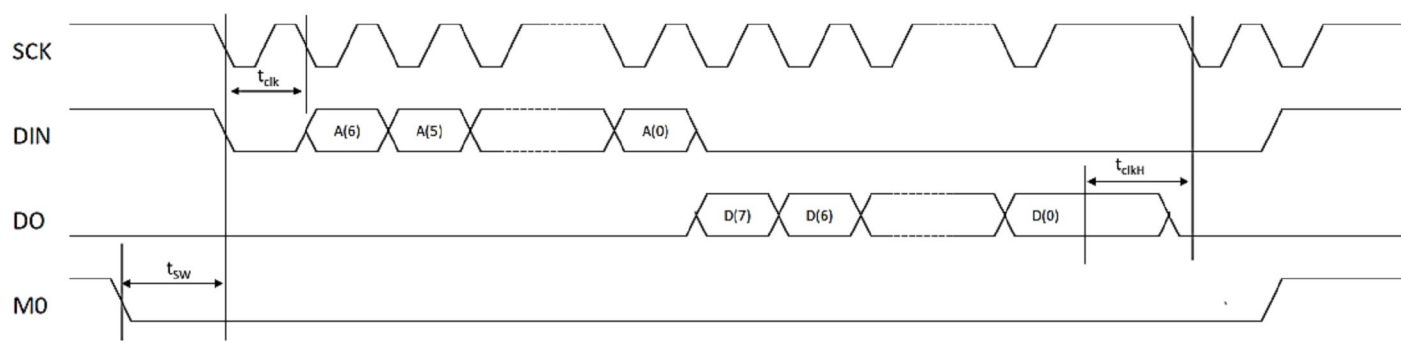 SCK
t_clk
DIN A(6) A(5) A(0)
t_clkH
DO D(7) D(6) D(0)
t_SW
M0